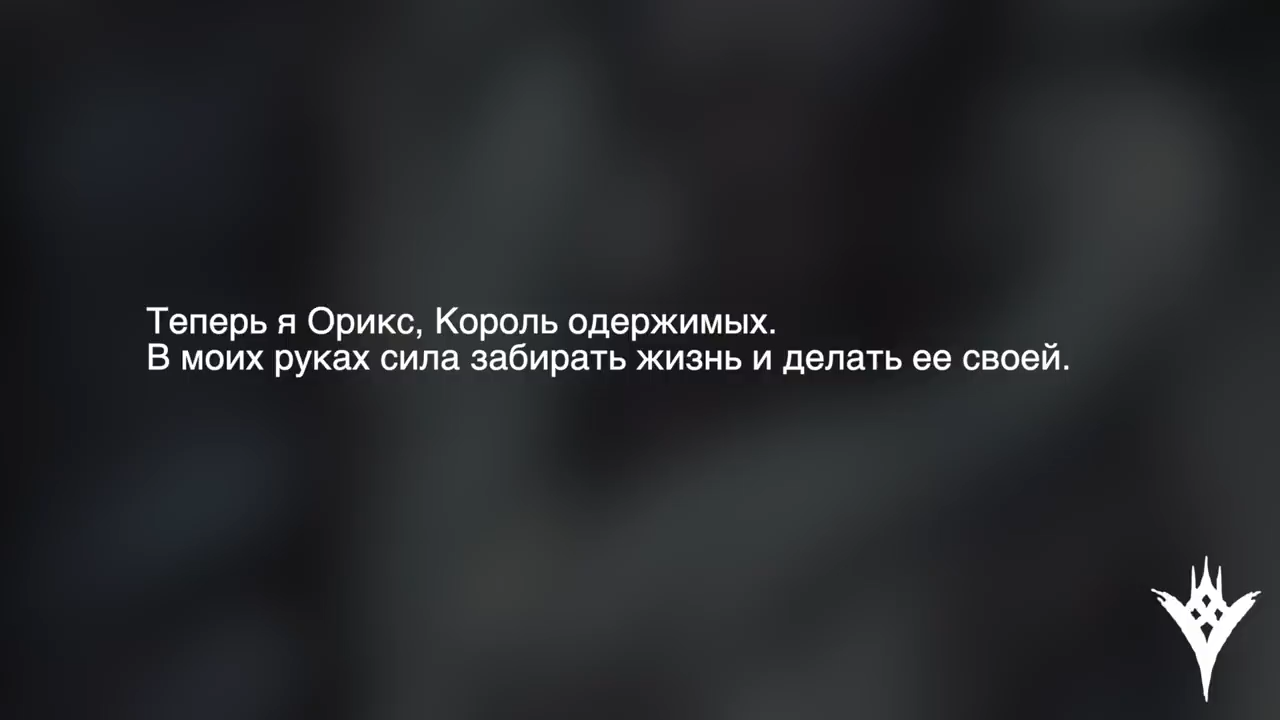 Теперь я Орикс, Король одержимых.
В моих руках сила забирать жизнь и делать ее своей.